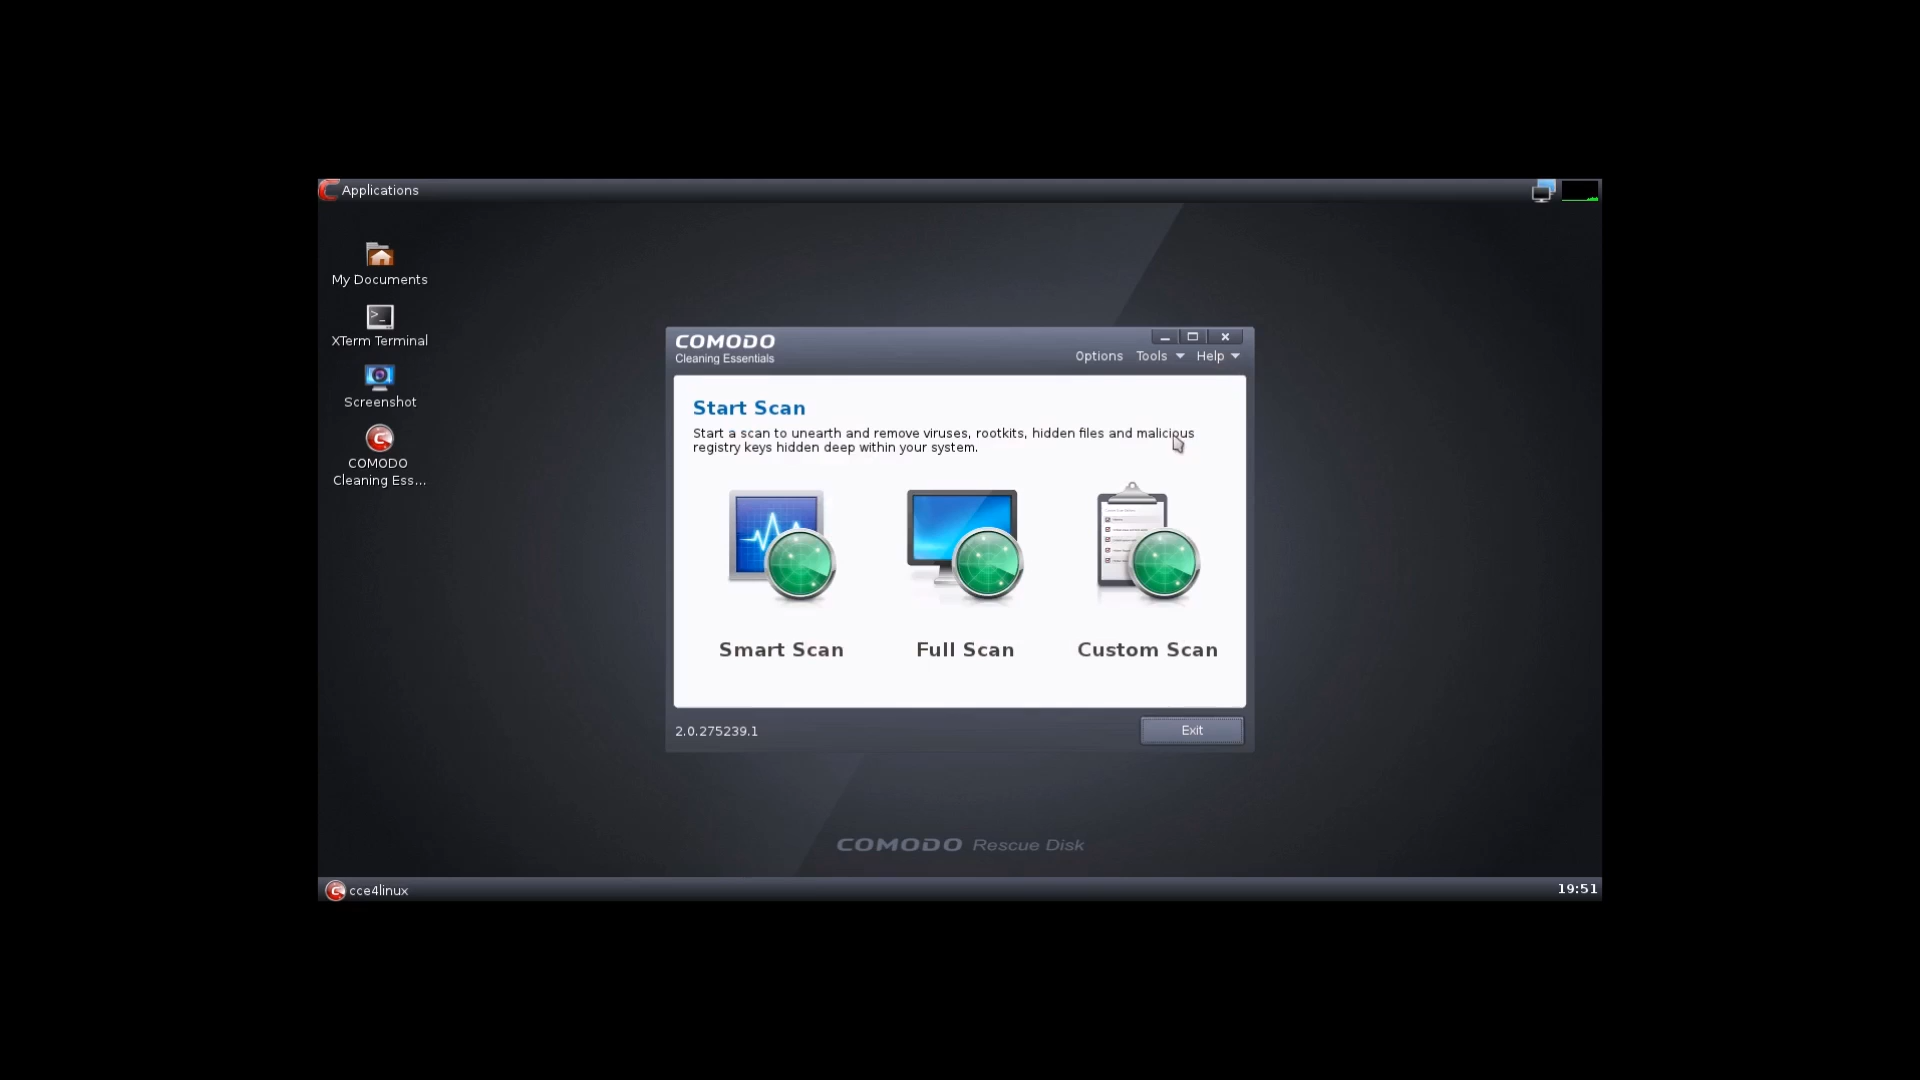 Applications
My Documents
XTerm Terminal
Screenshot
COMODO
Cleaning Ess...
COMODO
Cleaning Essentials
Options Tools Help
Start Scan
Start a scan to unearth and remove viruses, rootkits, hidden files and malicious
registry keys hidden deep within your system.
Smart Scan Full Scan Custom Scan
2.0.275239.1
Exit
COMODO Rescue Disk
cce4linux
19:51